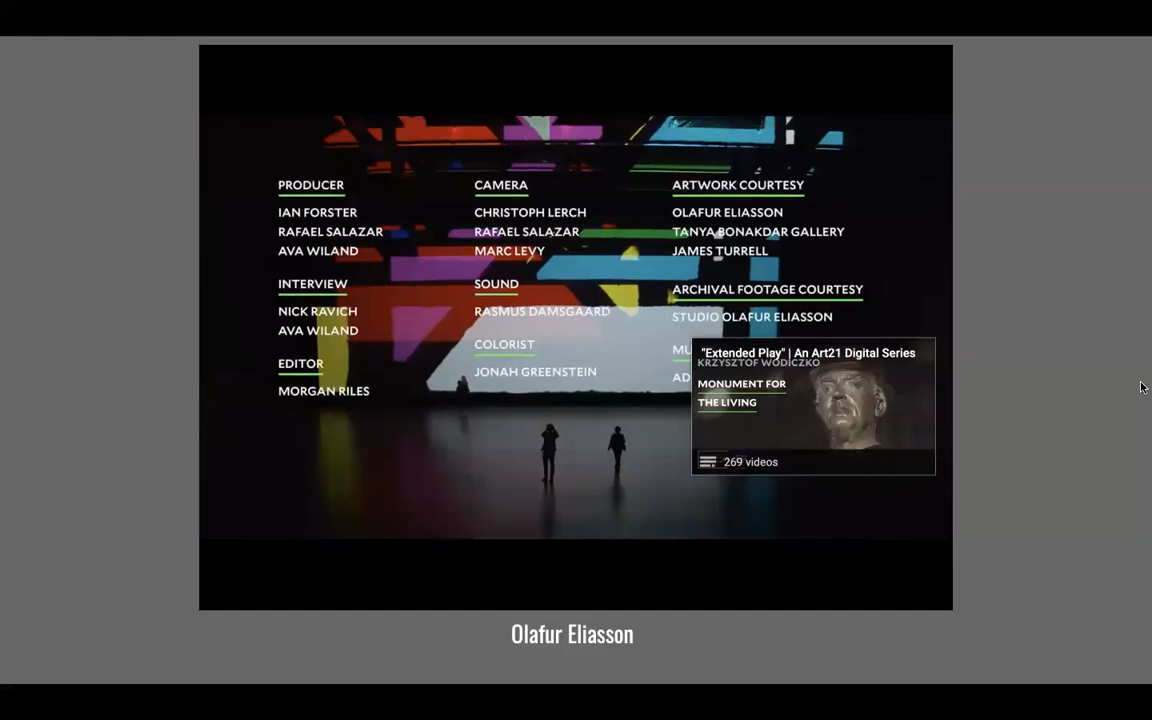 PRODUCER
IAN FORSTER
RAFAEL SALAZAR
AVA WILAND
INTERVIEW
NICK RAVICH
AVA WILAND
EDITOR
MORGAN RILES
CAMERA
CHRISTOPH LERCH
RAFAEL SALAZAR
MARC LEVY
SOUND
RASMUS DAMSGAARD
COLORIST
JONAH GREENSTEIN
ARTWORK COURTESY
OLAFUR ELIASSON
TANYA BONAKDAR GALLERY
JAMES TURRELL
ARCHIVAL FOOTAGE COURTESY
STUDIO OLAFUR ELIASSON
"Extended Play" | An Art21 Digital Series
KRZYSZTOF WODICZKO
MONUMENT FOR
THE LIVING
269 videos
Olafur Eliasson